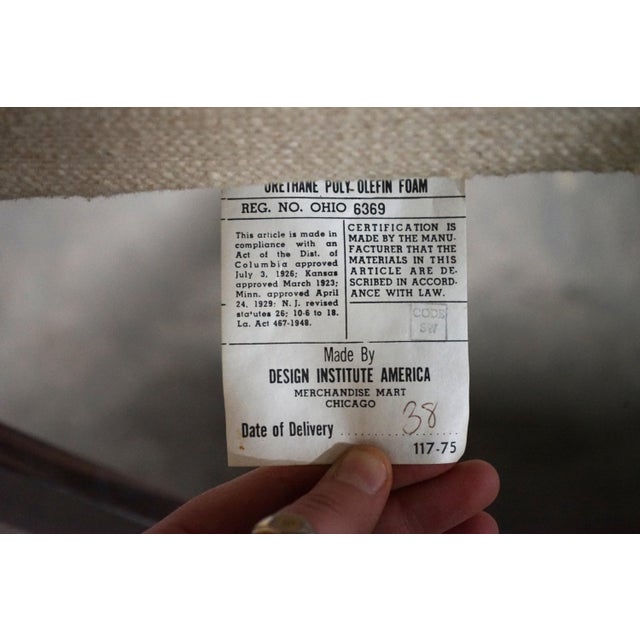 URETHANE POLY-OLEFIN FOAM
REG. NO. OHIO 6369
This article is made in
compliance with an
Act of the Dist. of
Columbia approved
July 3, 1926; Kansas
approved March 1923;
Minn. approved April
24, 1929; N. J. revised
statutes 26; 10-6 to 18.
La. Act 467-1948.
CERTIFICATION IS
MADE BY THE MANU-
FACTURER THAT THE
MATERIALS IN THIS
ARTICLE ARE DE-
SCRIBED IN ACCORD-
ANCE WITH LAW.
CODE
SW
Made By
DESIGN INSTITUTE AMERICA
MERCHANDISE MART
CHICAGO
Date of Delivery ............ 38
117-75